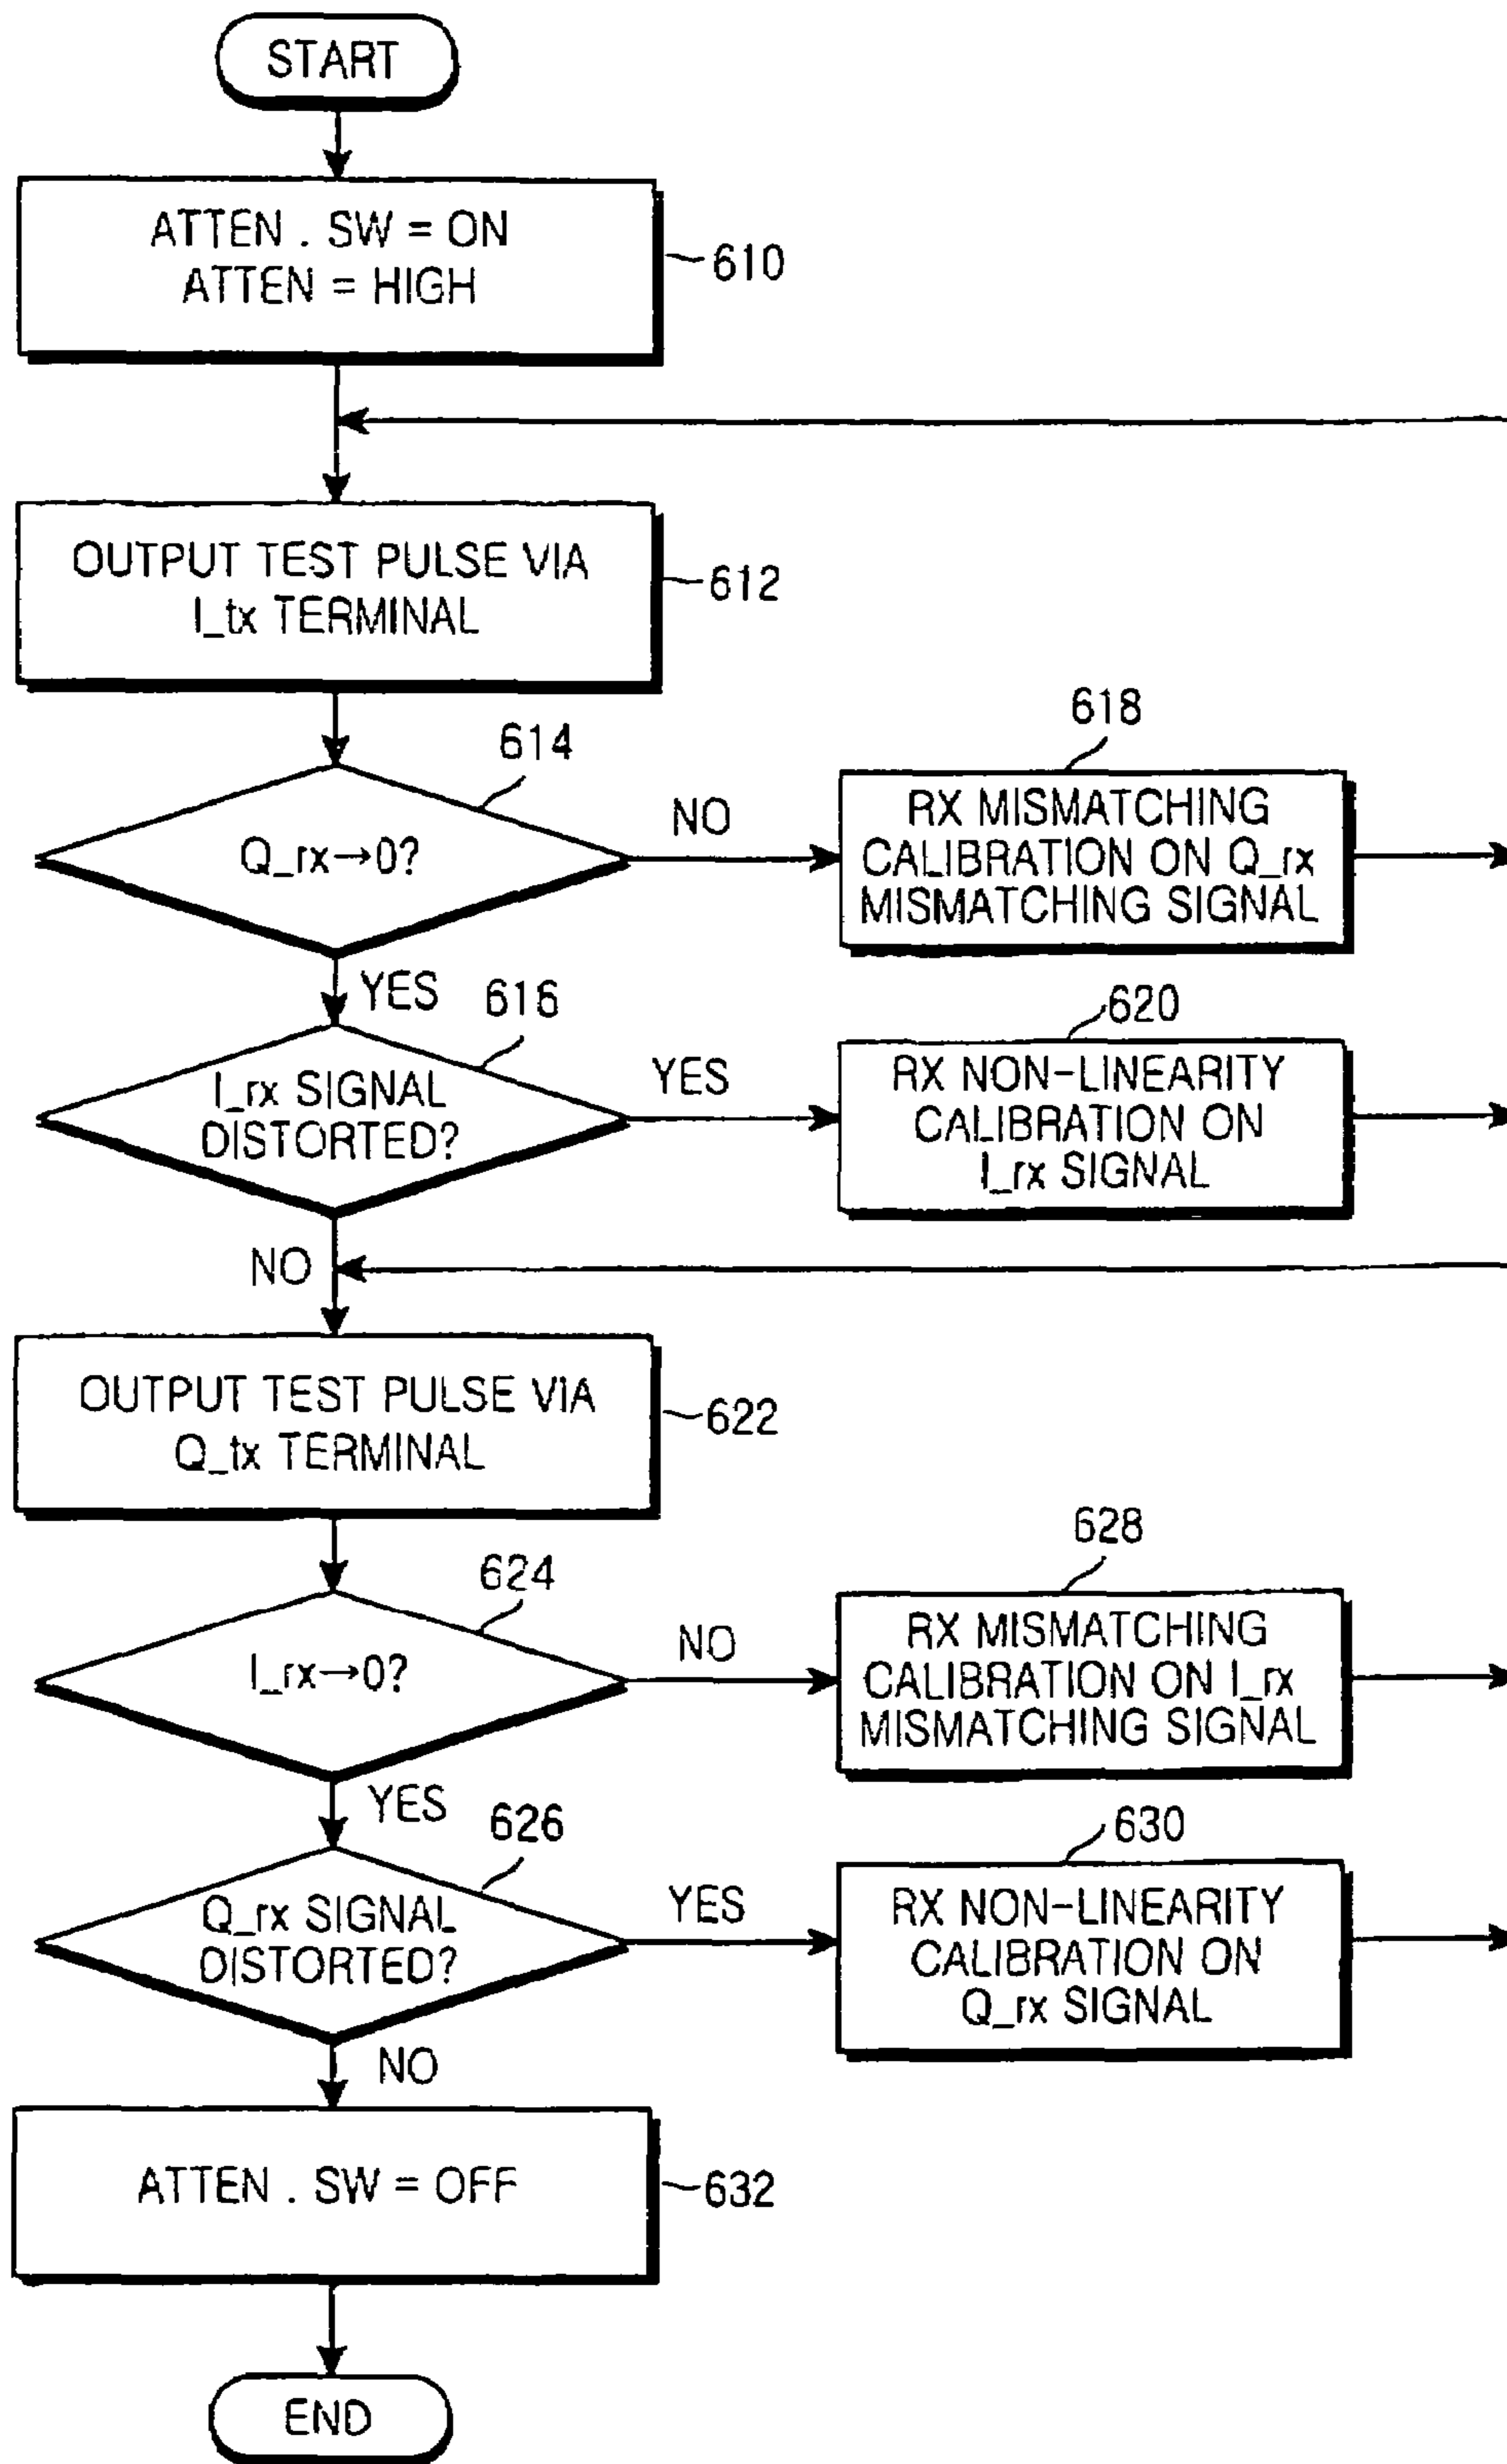 START
ATTEN . SW = ON
ATTEN = HIGH
610
OUTPUT TEST PULSE VIA
I_tx TERMINAL
612
614
Q_rx→0?
NO
618
RX MISMATCHING
CALIBRATION ON Q_rx
MISMATCHING SIGNAL
YES
616
I_rx SIGNAL
DISTORTED?
YES
620
RX NON-LINEARITY
CALIBRATION ON
I_rx SIGNAL
NO
OUTPUT TEST PULSE VIA
Q_tx TERMINAL
622
624
I_rx→0?
NO
628
RX MISMATCHING
CALIBRATION ON I_rx
MISMATCHING SIGNAL
YES
626
Q_rx SIGNAL
DISTORTED?
YES
630
RX NON-LINEARITY
CALIBRATION ON
Q_rx SIGNAL
NO
ATTEN . SW = OFF
632
END